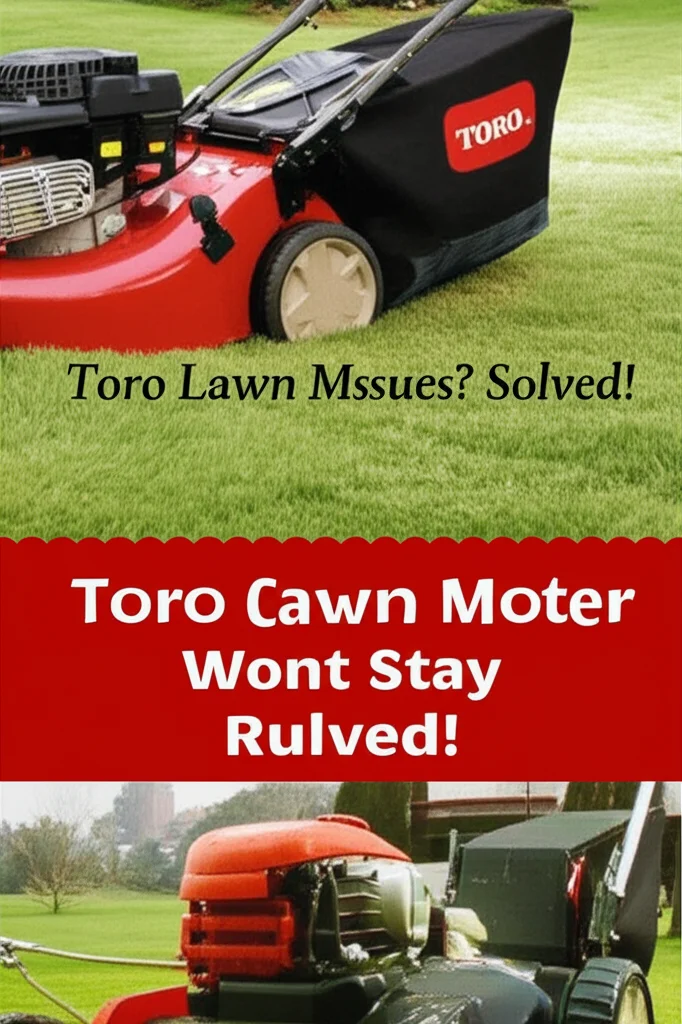 TORO
Toro Lawn Mssues? Solved!
Toro Cawn Moter
Wont Stay
Rulved!